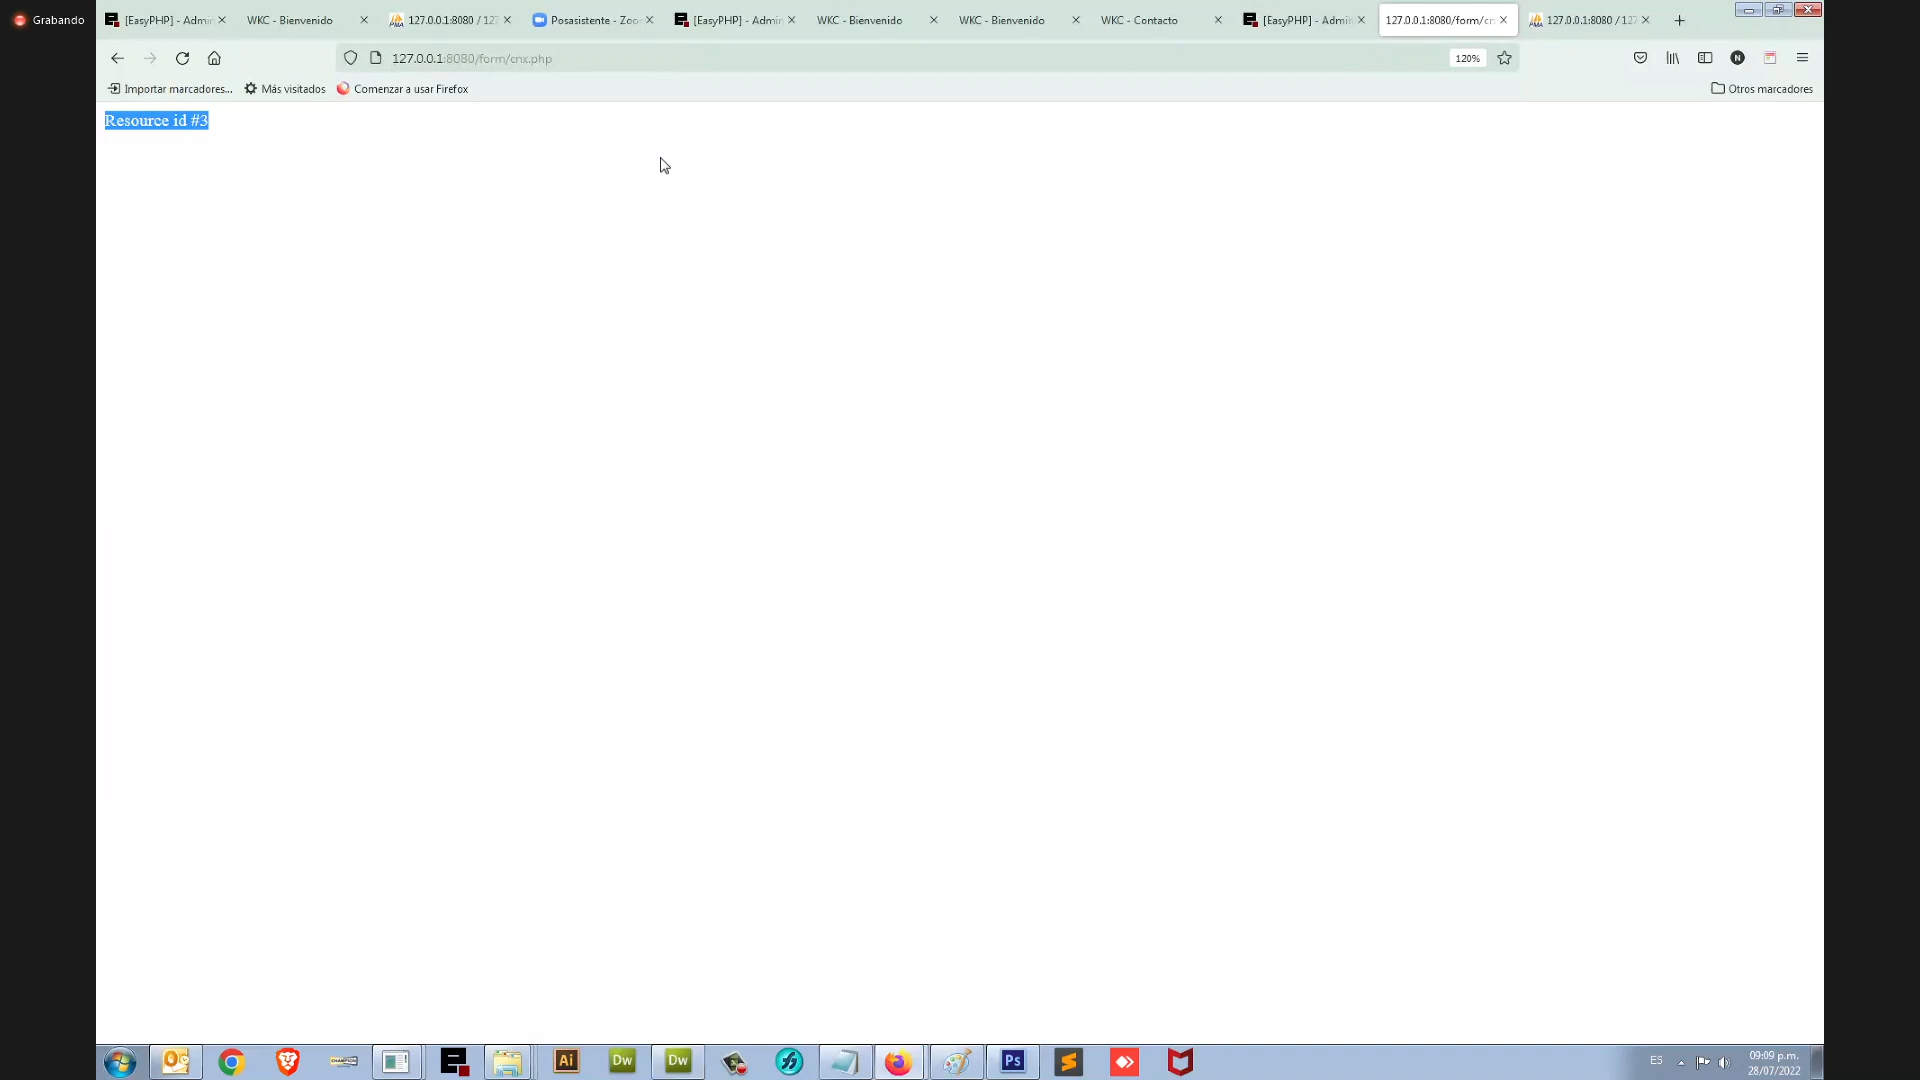 Grabando
[EasyPHP] - Admin
WKC - Bienvenido
127.0.0.1:8080 / 127
Posasistente - Zoo
[EasyPHP] - Admin
WKC - Bienvenido
WKC - Bienvenido
WKC - Contacto
[EasyPHP] - Admin
127.0.0.1:8080/form/cn
127.0.0.1:8080 / 127
127.0.0.1:8080/form/cnx.php
120%
N
Importar marcadores...
Más visitados
Comenzar a usar Firefox
Otros marcadores
Resource id #3
Ai
Dw
Dw
Ps
ES
09:09 p.m.
28/07/2022